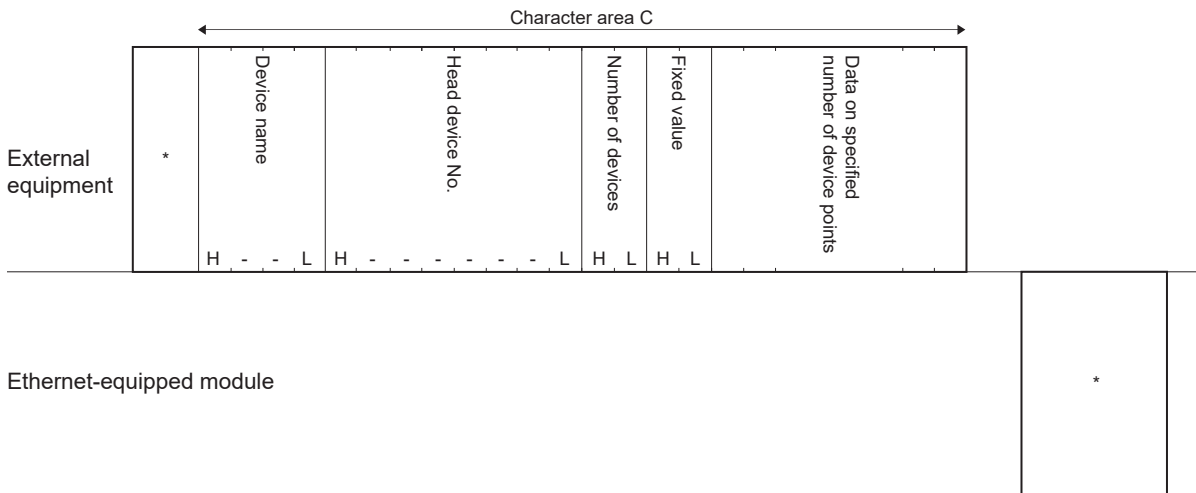 Character area C
External
equipment
*
Device name
H - - L
Head device No.
H - - - - - - L
Number of devices
H L
Fixed value
H L
Data on specified
number of device points
Ethernet-equipped module
*